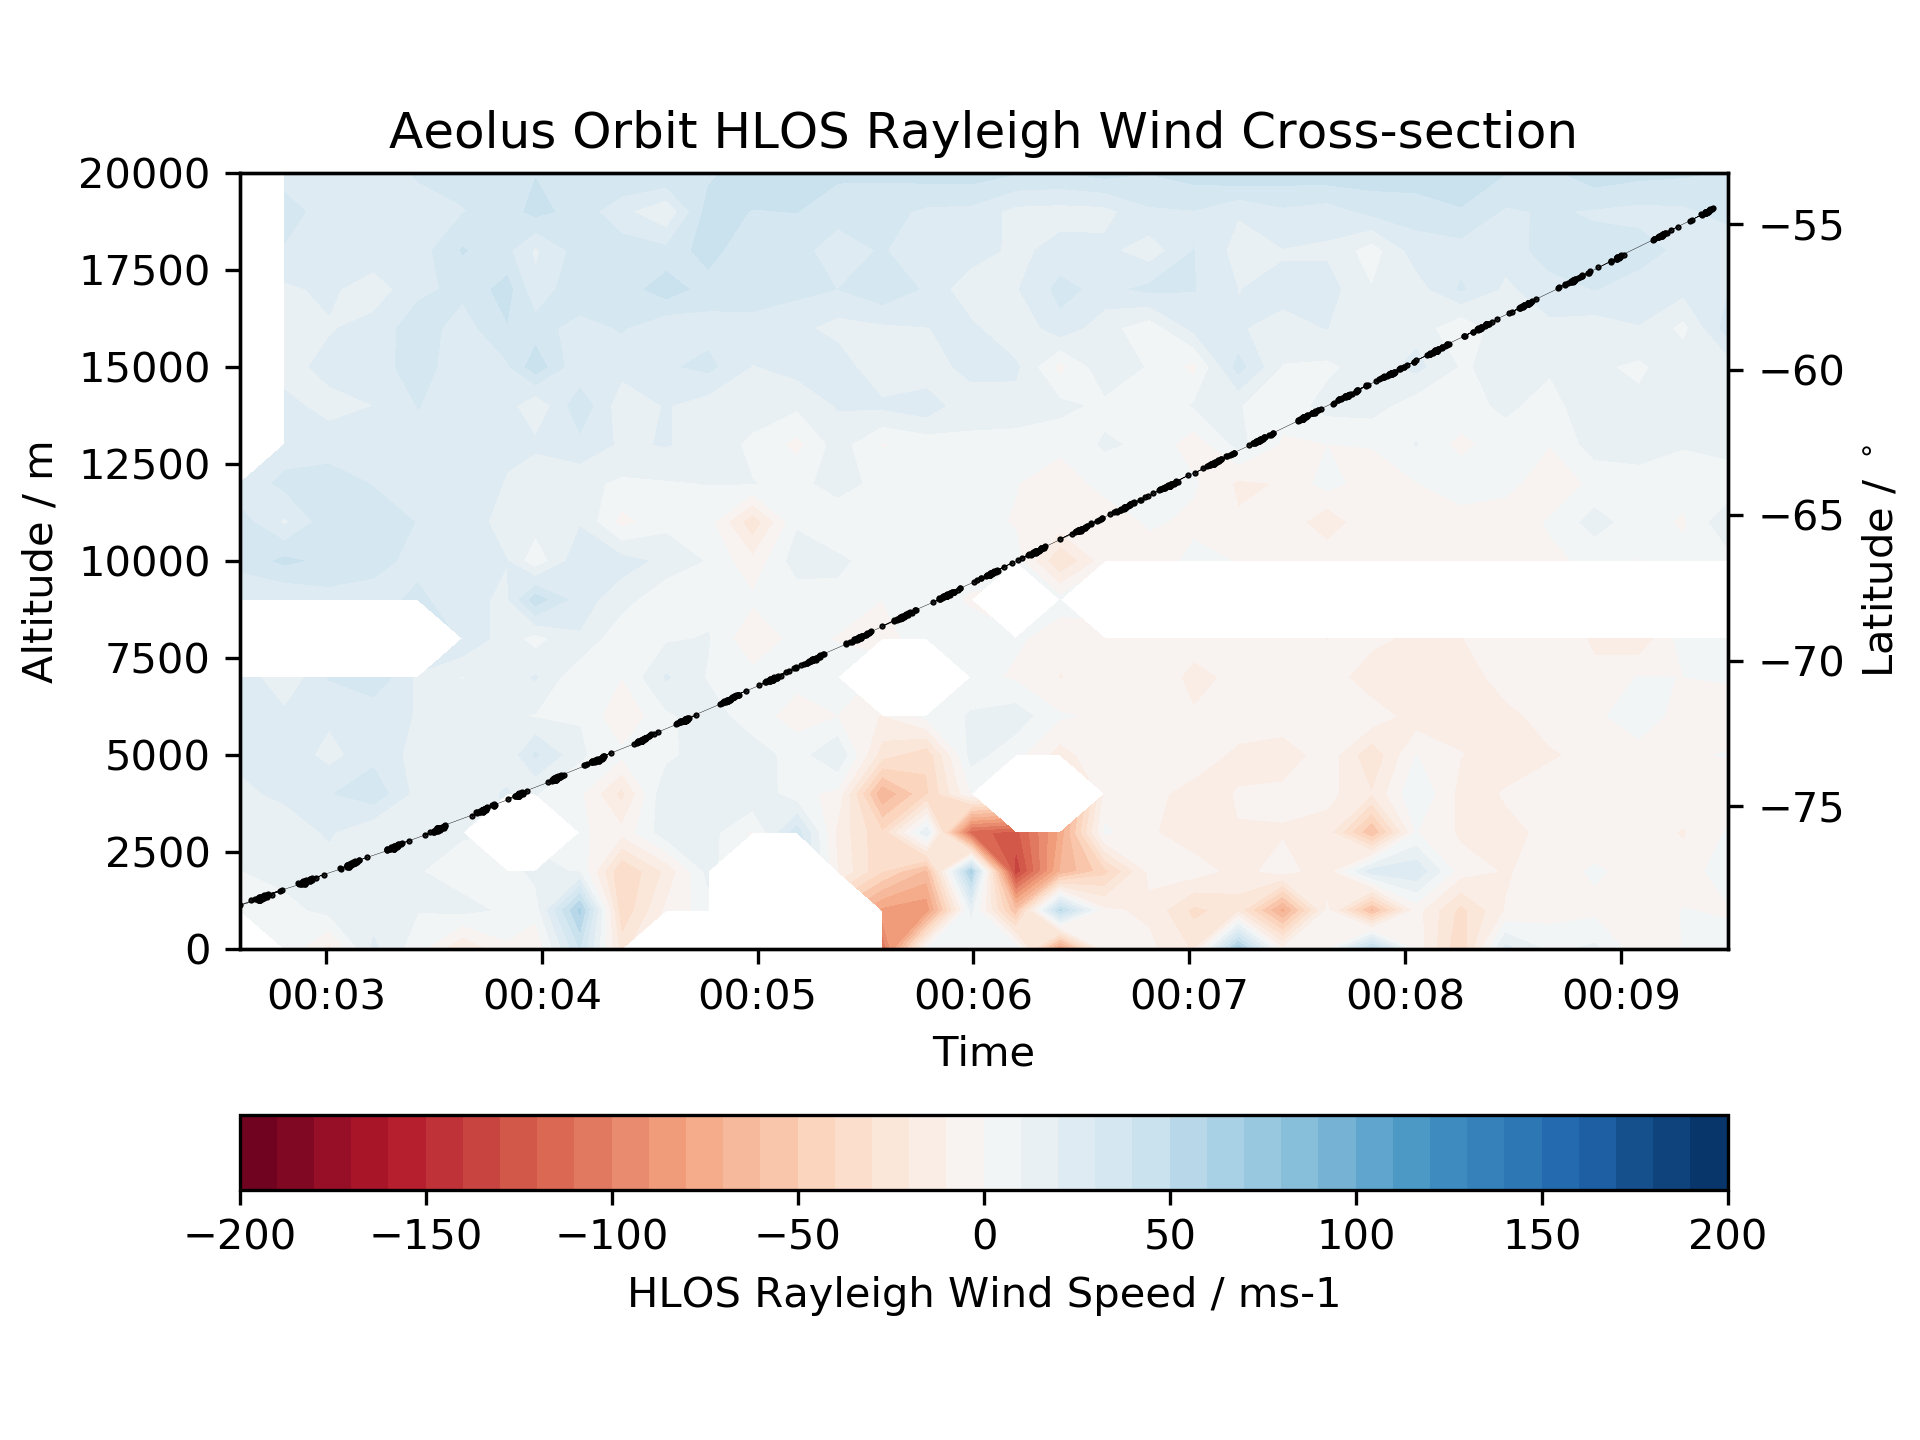 Aeolus Orbit HLOS Rayleigh Wind Cross-section
20000
17500
15000
12500
10000
7500
5000
2500
0
Altitude / m
−55
−60
−65
−70
−75
Latitude / °
00:03 00:04 00:05 00:06 00:07 00:08 00:09
Time
−200 −150 −100 −50 0 50 100 150 200
HLOS Rayleigh Wind Speed / ms-1